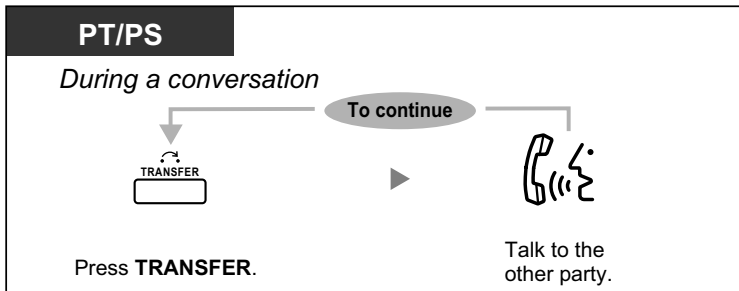 PT/PS
During a conversation
To continue
TRANSFER
Press TRANSFER.
Talk to the
other party.